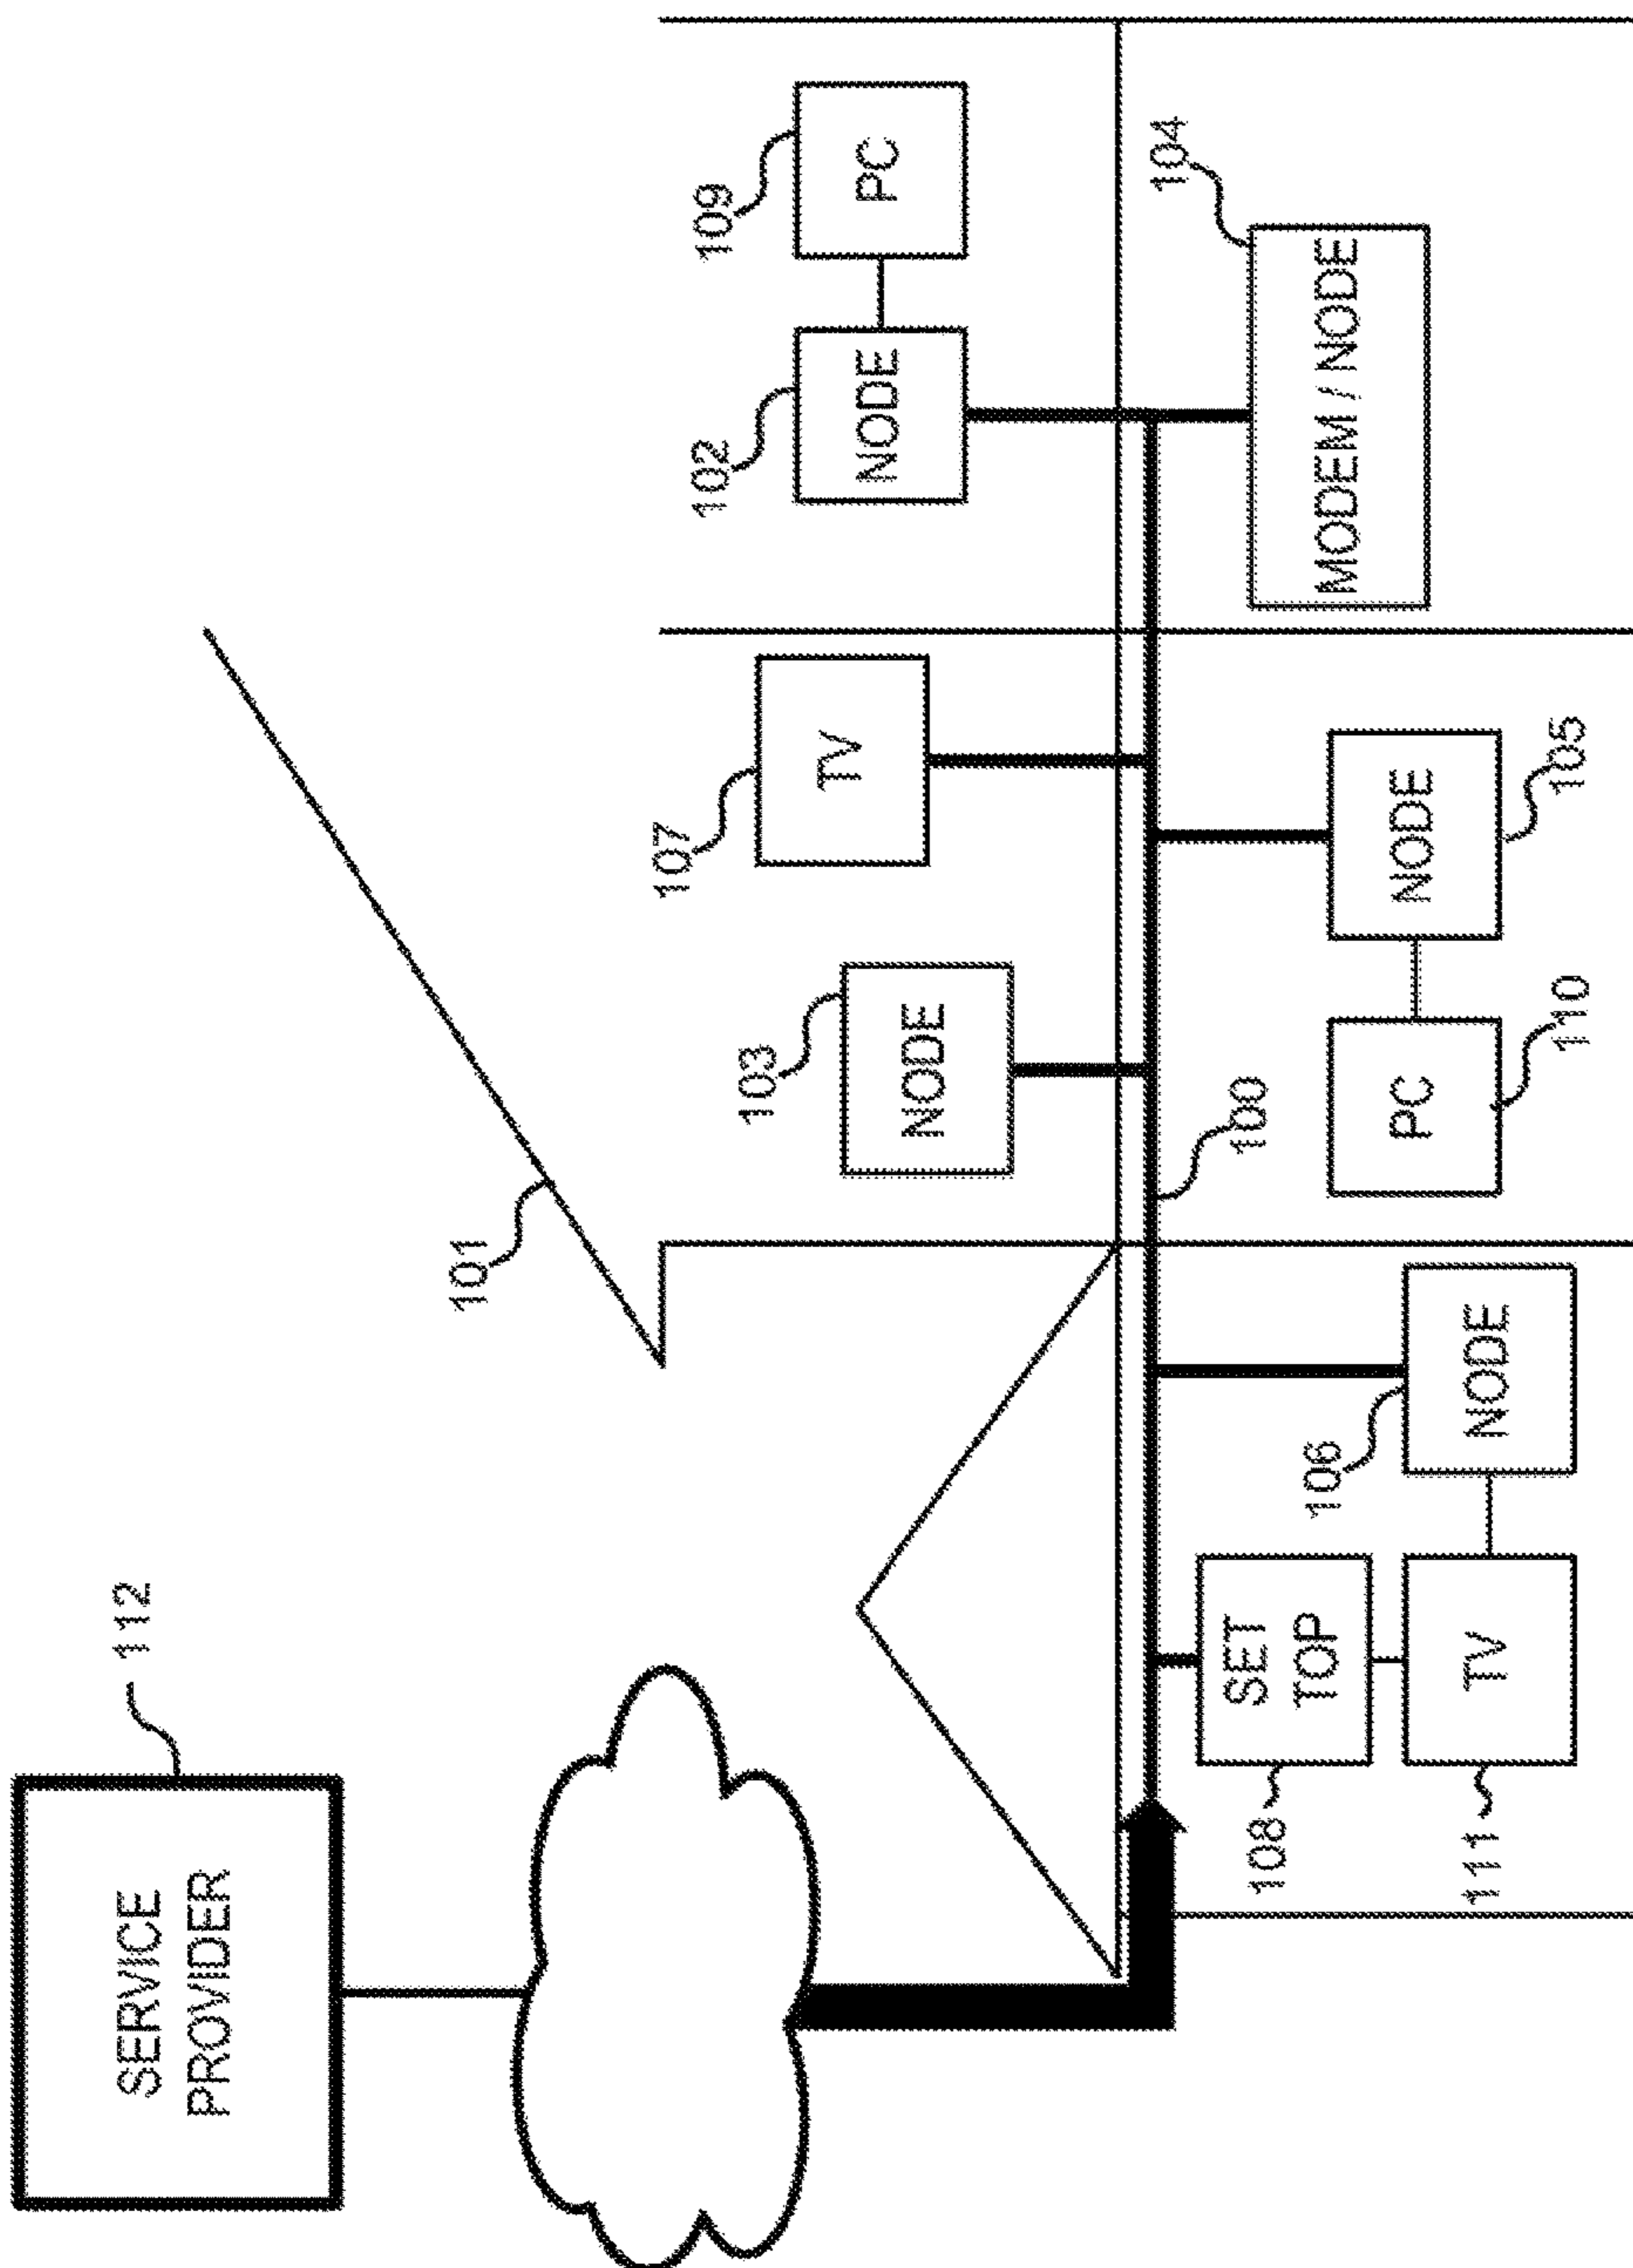 SERVICE
PROVIDER
112
101
109
PC
102
NODE
107
TV
103
NODE
104
MODEM / NODE
100
105
NODE
110
PC
106
NODE
108
SET
TOP
111
TV